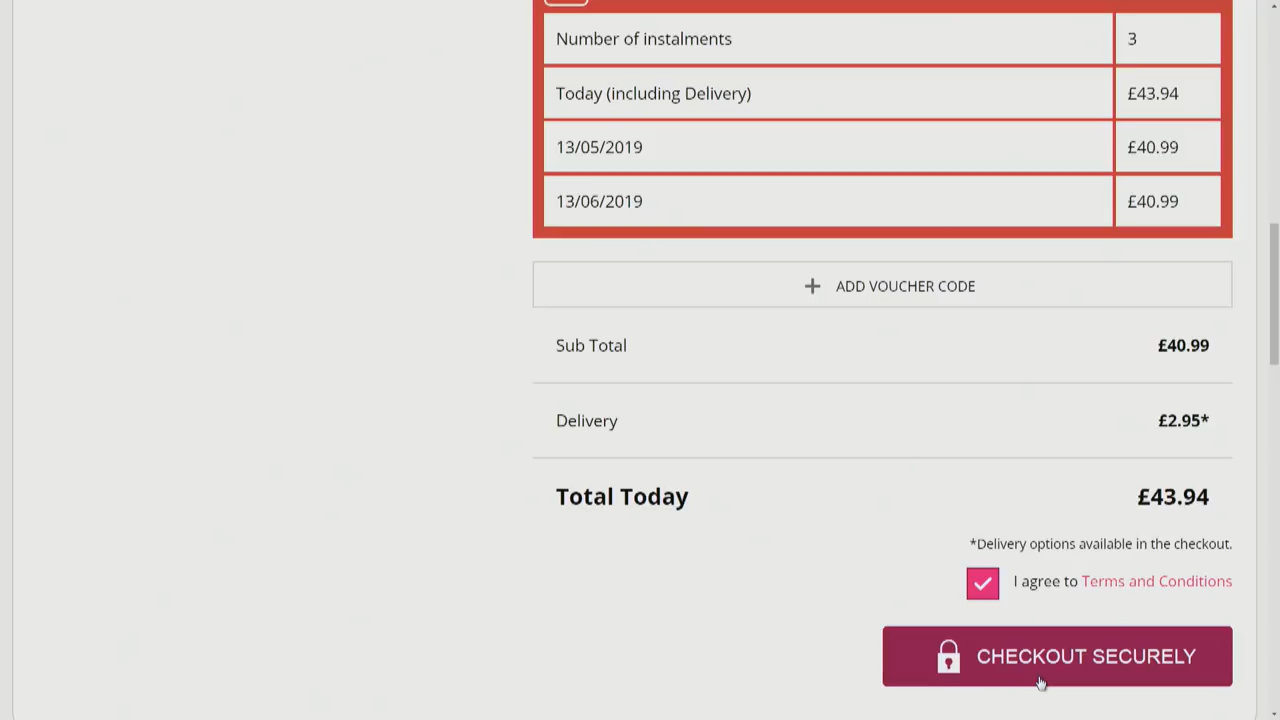 Number of instalments 3
Today (including Delivery) £43.94
13/05/2019 £40.99
13/06/2019 £40.99
+ ADD VOUCHER CODE
Sub Total £40.99
Delivery £2.95*
Total Today £43.94
*Delivery options available in the checkout.
I agree to Terms and Conditions
CHECKOUT SECURELY